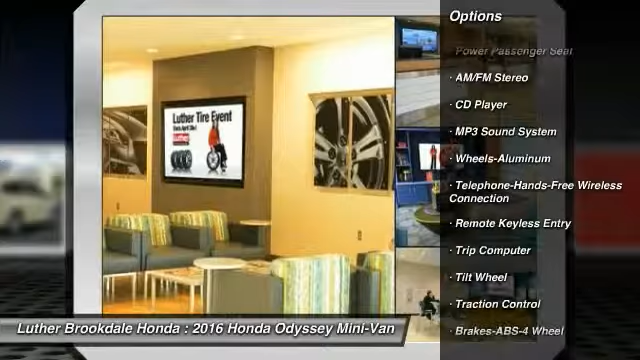 Options
Power Passenger Seat
· AM/FM Stereo
· CD Player
· MP3 Sound System
· Wheels-Aluminum
· Telephone-Hands-Free Wireless
Connection
· Remote Keyless Entry
· Trip Computer
· Tilt Wheel
· Traction Control
· Brakes-ABS-4 Wheel
Luther Tire Event
Luther Brookdale Honda : 2016 Honda Odyssey Mini-Van